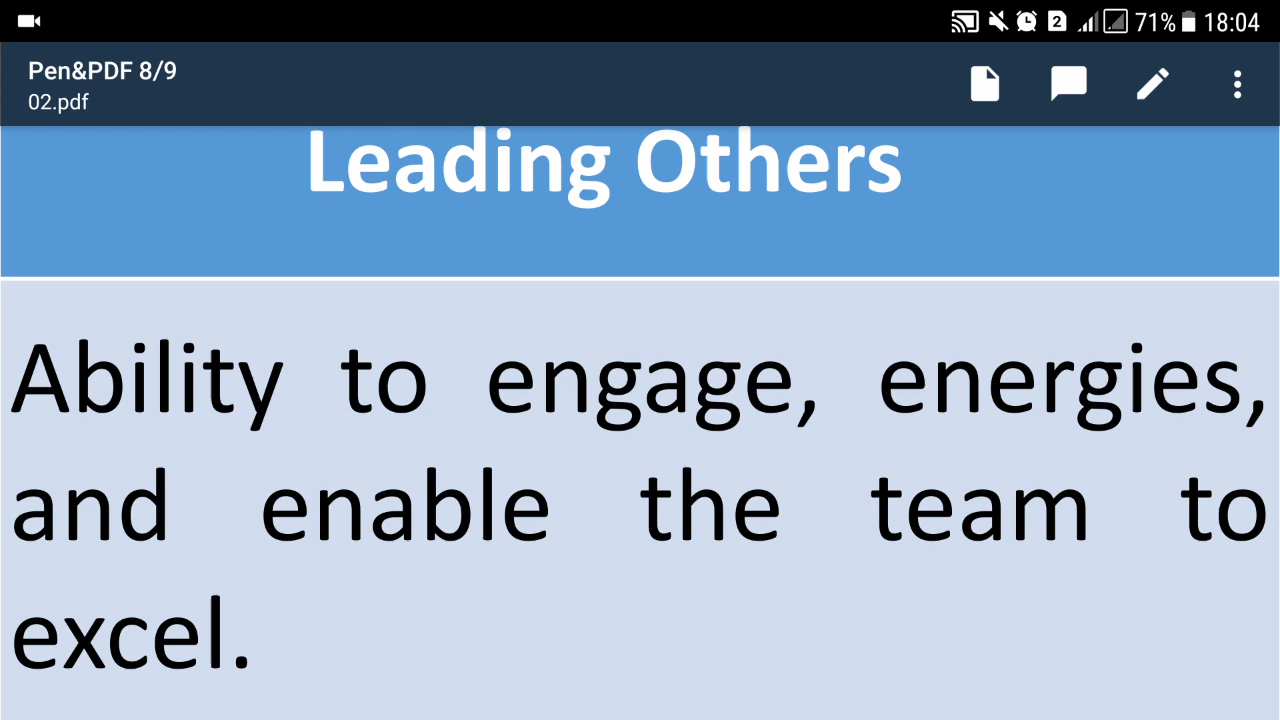 71% 18:04
Pen&PDF 8/9
02.pdf
Leading Others
Ability to engage, energies,
and enable the team to
excel.